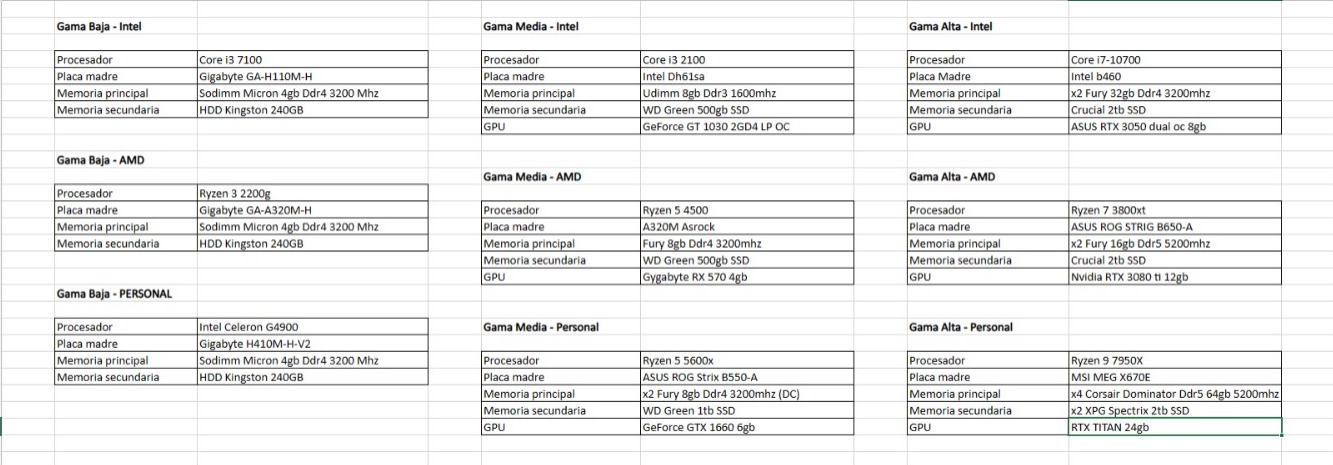 Gama Baja - Intel
Procesador Core i3 7100
Placa madre Gigabyte GA-H110M-H
Memoria principal Sodimm Micron 4gb Ddr4 3200 Mhz
Memoria secundaria HDD Kingston 240GB
Gama Baja - AMD
Procesador Ryzen 3 2200g
Placa madre Gigabyte GA-A320M-H
Memoria principal Sodimm Micron 4gb Ddr4 3200 Mhz
Memoria secundaria HDD Kingston 240GB
Gama Baja - PERSONAL
Procesador Intel Celeron G4900
Placa madre Gigabyte H410M-H-V2
Memoria principal Sodimm Micron 4gb Ddr4 3200 Mhz
Memoria secundaria HDD Kingston 240GB
Gama Media - Intel
Procesador Core i3 2100
Placa madre Intel Dh61sa
Memoria principal Udimm 8gb Ddr3 1600mhz
Memoria secundaria WD Green 500gb SSD
GPU GeForce GT 1030 2GD4 LP OC
Gama Media - AMD
Procesador Ryzen 5 4500
Placa madre A320M Asrock
Memoria principal Fury 8gb Ddr4 3200mhz
Memoria secundaria WD Green 500gb SSD
GPU Gygabyte RX 570 4gb
Gama Media - Personal
Procesador Ryzen 5 5600x
Placa madre ASUS ROG Strix B550-A
Memoria principal x2 Fury 8gb Ddr4 3200mhz (DC)
Memoria secundaria WD Green 1tb SSD
GPU GeForce GTX 1660 6gb
Gama Alta - Intel
Procesador Core i7-10700
Placa Madre Intel b460
Memoria principal x2 Fury 32gb Ddr4 3200mhz
Memoria secundaria Crucial 2tb SSD
GPU ASUS RTX 3050 dual oc 8gb
Gama Alta - AMD
Procesador Ryzen 7 3800xt
Placa madre ASUS ROG STRIG B650-A
Memoria principal x2 Fury 16gb Ddr5 5200mhz
Memoria secundaria Crucial 2tb SSD
GPU Nvidia RTX 3080 ti 12gb
Gama Alta - Personal
Procesador Ryzen 9 7950X
Placa madre MSI MEG X670E
Memoria principal x4 Corsair Dominator Ddr5 64gb 5200mhz
Memoria secundaria x2 XPG Spectrix 2tb SSD
GPU RTX TITAN 24gb